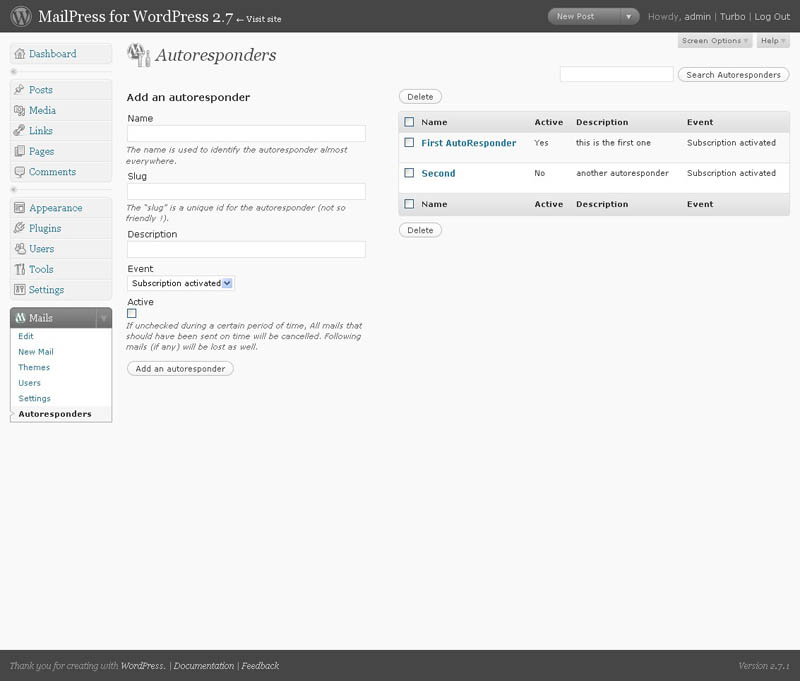 MailPress for WordPress 2.7 ← Visit site
New Post
Howdy, admin | Turbo | Log Out
Screen Options
Help
Dashboard
Posts
Media
Links
Pages
Comments
Appearance
Plugins
Users
Tools
Settings
Mails
Edit
New Mail
Themes
Users
Settings
Autoresponders
Autoresponders
Search Autoresponders
Add an autoresponder
Name
The name is used to identify the autoresponder almost
everywhere.
Slug
The "slug" is a unique id for the autoresponder (not so
friendly !).
Description
Event
Subscription activated
Active
If unchecked during a certain period of time, All mails that
should have been sent on time will be cancelled. Following
mails (if any) will be lost as well.
Add an autoresponder
Delete
Name Active Description Event
First AutoResponder Yes this is the first one Subscription activated
Second No another autoresponder Subscription activated
Name Active Description Event
Delete
Thank you for creating with WordPress. | Documentation | Feedback
Version 2.7.1